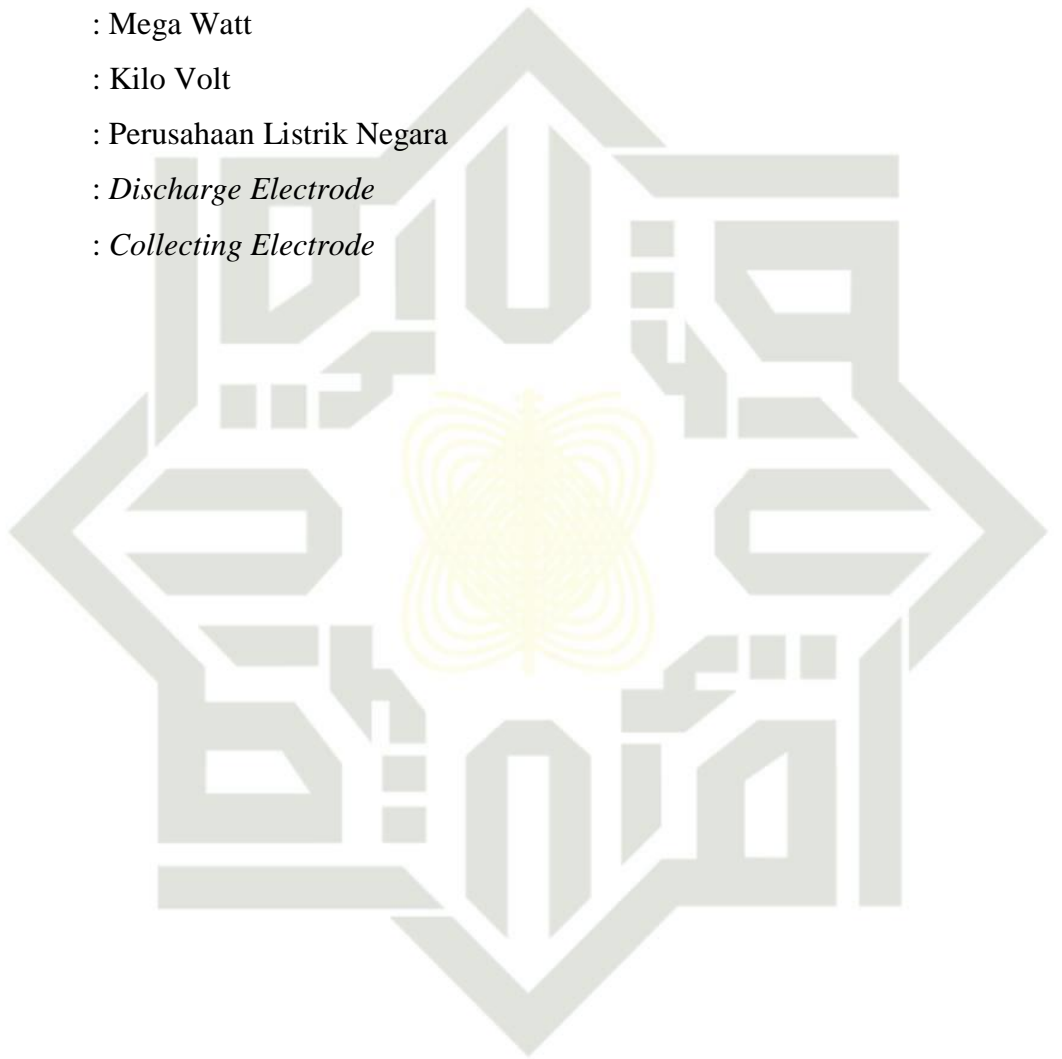 : Mega Watt
: Kilo Volt
: Perusahaan Listrik Negara
: Discharge Electrode
: Collecting Electrode